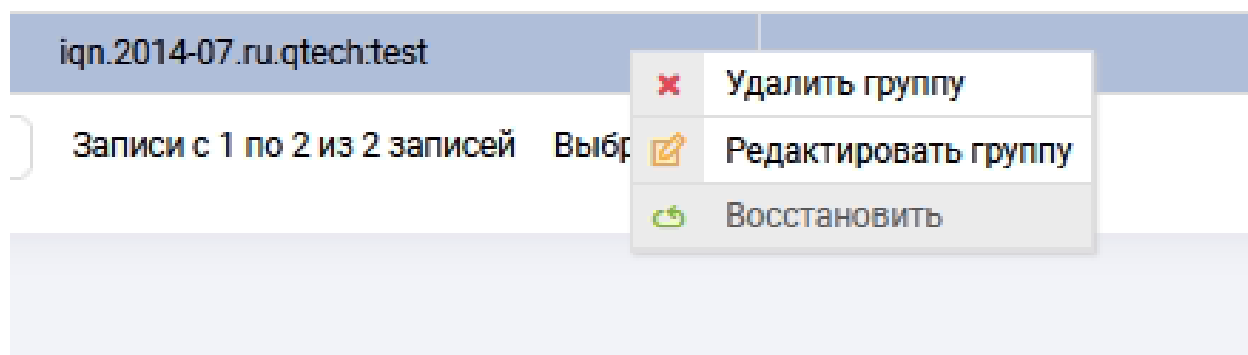 iqn.2014-07.ru.qtech:test
Удалить группу
Записи с 1 по 2 из 2 записей
Редактировать группу
Восстановить